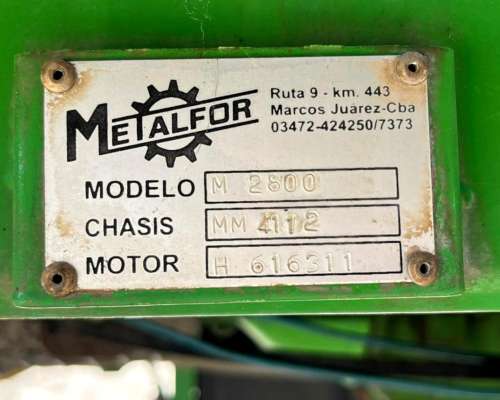 METALFOR
Ruta 9 - km. 443
Marcos Juárez-Cba
03472-424250/7373
MODELO M 2800
CHASIS MM 4112
MOTOR H 616311